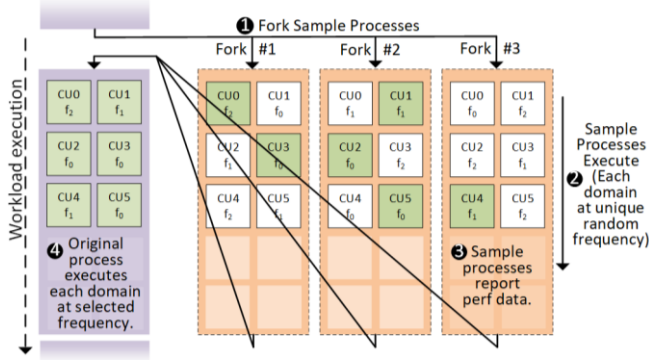 ❶ Fork Sample Processes
Fork #1
Fork #2
Fork #3
Workload execution
CU0 f₂
CU1 f₁
CU2 f₀
CU3 f₀
CU4 f₁
CU5 f₀
❹ Original
process
executes
each domain
at selected
frequency.
CU0 f₂
CU1 f₀
CU2 f₁
CU3 f₀
CU4 f₂
CU5 f₁
CU0 f₁
CU1 f₁
CU2 f₀
CU3 f₂
CU4 f₀
CU5 f₀
CU0 f₀
CU1 f₂
CU2 f₂
CU3 f₁
CU4 f₁
CU5 f₂
❸ Sample
processes
report
perf data.
Sample
Processes
Execute
❷ (Each
domain
at unique
random
frequency)